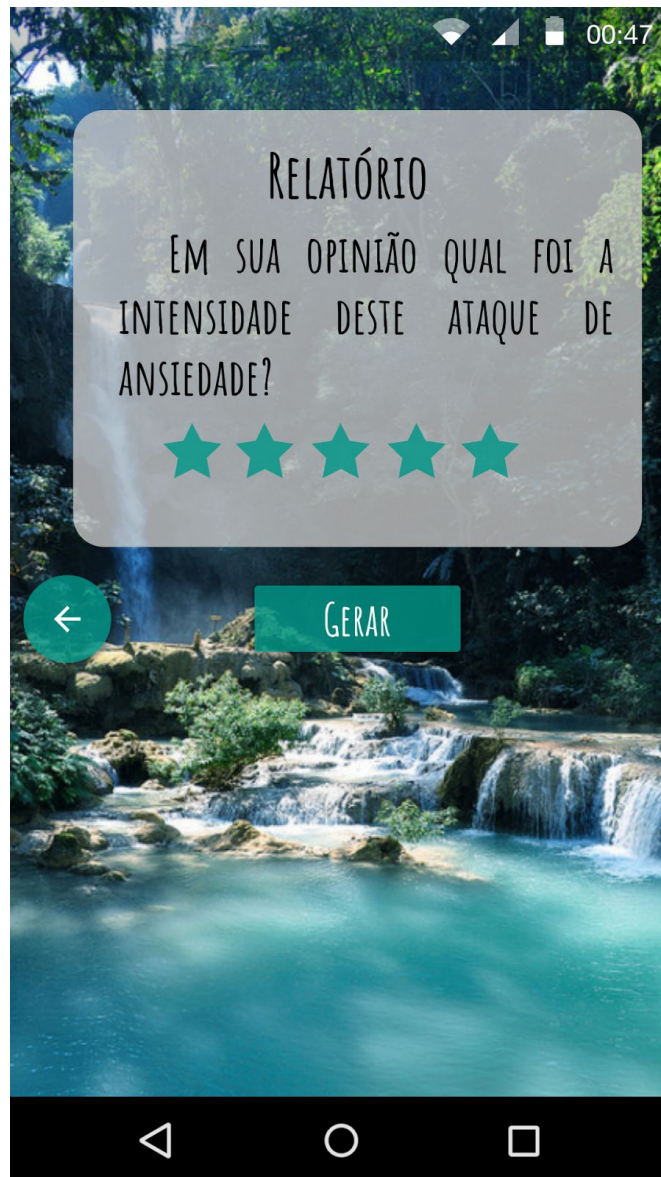 00:47
Relatório
Em sua opinião qual foi a
intensidade deste ataque de
ansiedade?
Gerar